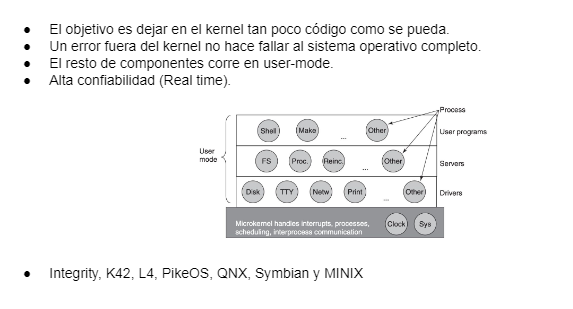 ● El objetivo es dejar en el kernel tan poco código como se pueda.
● Un error fuera del kernel no hace fallar al sistema operativo completo.
● El resto de componentes corre en user-mode.
● Alta confiabilidad (Real time).
Process
Shell Make ... Other User programs
User mode
FS Proc. Reinc. ... Other Servers
Disk TTY Netw Print ... Other Drivers
Microkernel handles interrupts, processes,
scheduling, interprocess communication
Clock Sys
● Integrity, K42, L4, PikeOS, QNX, Symbian y MINIX